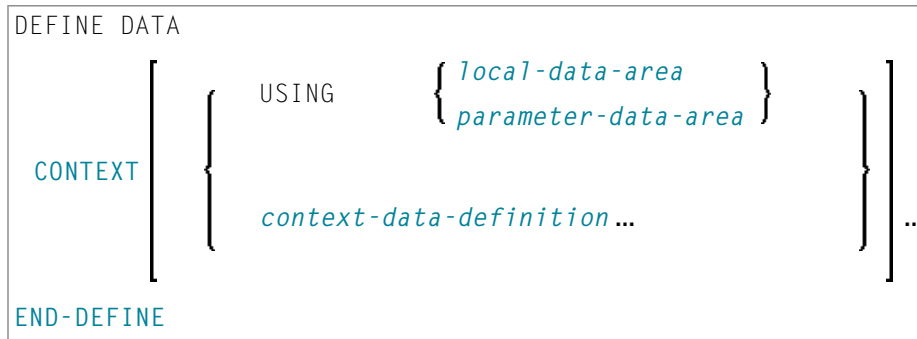 DEFINE DATA
USING local-data-area
parameter-data-area
CONTEXT
context-data-definition...
..
END-DEFINE